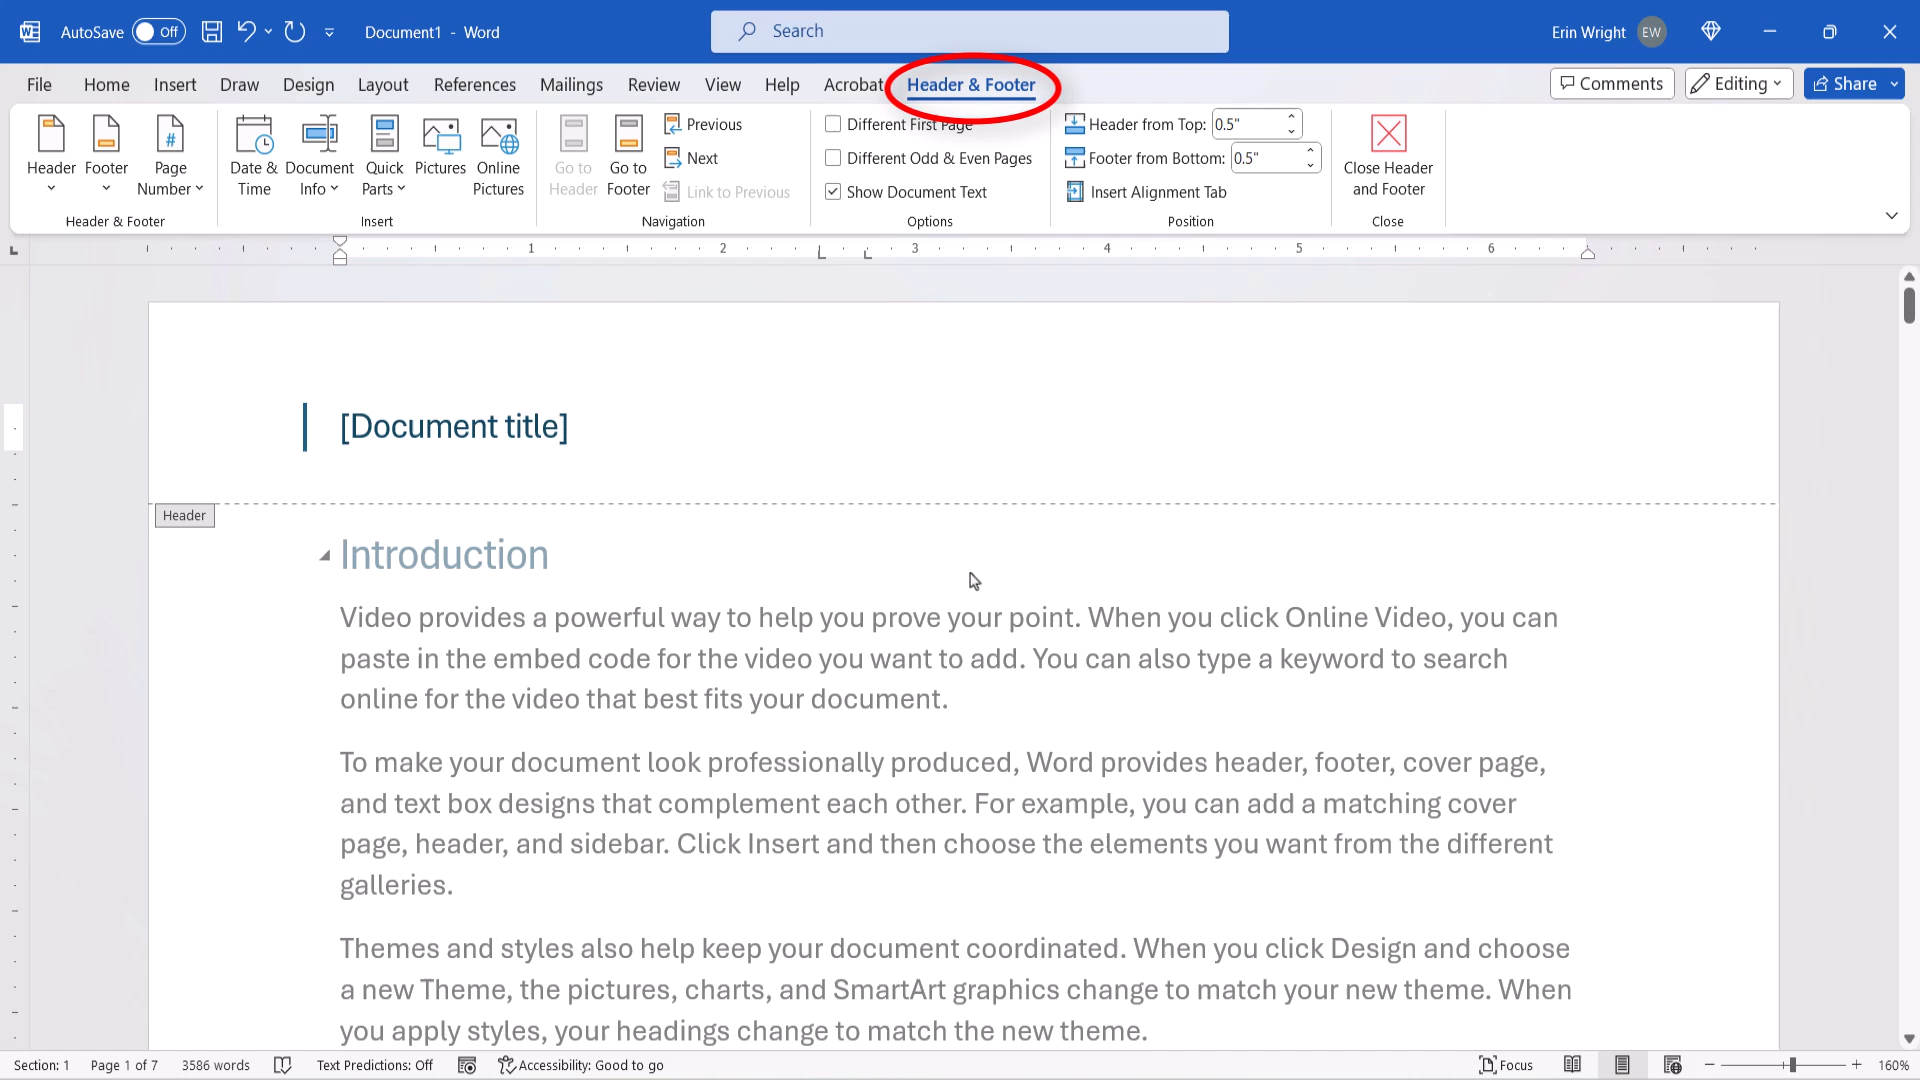 AutoSave Off Document1 - Word Search Erin Wright EW
File Home Insert Draw Design Layout References Mailings Review View Help Acrobat Header & Footer Comments Editing Share
Header Footer Page Number
Header & Footer
Date & Time Document Info Quick Parts Pictures Online Pictures
Insert
Go to Header Go to Footer Previous
Next
Link to Previous
Navigation
Different First Page
Different Odd & Even Pages
Show Document Text
Options
Header from Top: 0.5"
Footer from Bottom: 0.5"
Insert Alignment Tab
Position
Close Header and Footer
Close
1 2 3 4 5 6
[Document title]
Header
Introduction
Video provides a powerful way to help you prove your point. When you click Online Video, you can
paste in the embed code for the video you want to add. You can also type a keyword to search
online for the video that best fits your document.
To make your document look professionally produced, Word provides header, footer, cover page,
and text box designs that complement each other. For example, you can add a matching cover
page, header, and sidebar. Click Insert and then choose the elements you want from the different
galleries.
Themes and styles also help keep your document coordinated. When you click Design and choose
a new Theme, the pictures, charts, and SmartArt graphics change to match your new theme. When
you apply styles, your headings change to match the new theme.
Section: 1 Page 1 of 7 3586 words Text Predictions: Off Accessibility: Good to go Focus 160%